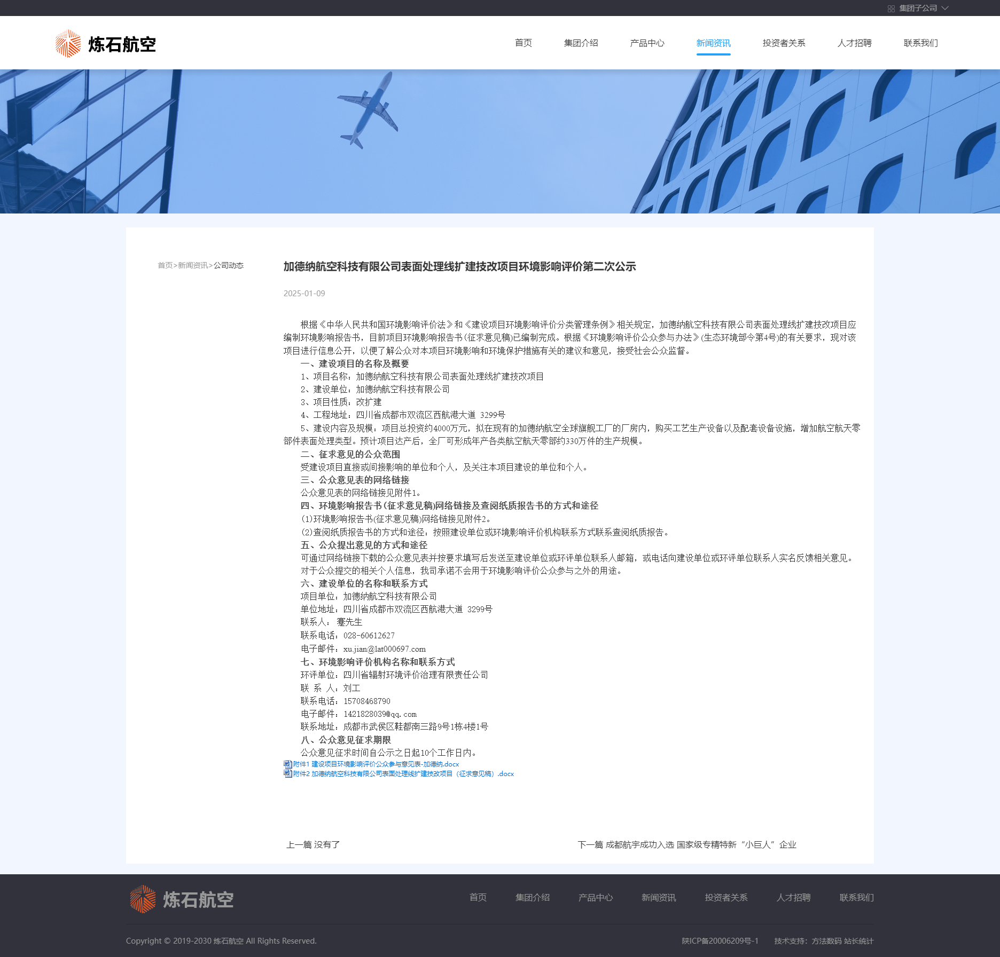 集团子公司
炼石航空
首页 集团介绍 产品中心 新闻资讯 投资者关系 人才招聘 联系我们
首页>新闻资讯>公司动态
加德纳航空科技有限公司表面处理线扩建技改项目环境影响评价第二次公示
2025-01-09
根据《中华人民共和国环境影响评价法》和《建设项目环境影响评价分类管理条例》相关规定，加德纳航空科技有限公司表面处理线扩建技改项目应
编制环境影响报告书，目前项目环境影响报告书(征求意见稿)已编制完成。根据《环境影响评价公众参与办法》(生态环境部令第4号)的有关要求，现对该
项目进行信息公开，以便了解公众对本项目环境影响和环境保护措施有关的建议和意见，接受社会公众监督。
一、建设项目的名称及概要
1、项目名称：加德纳航空科技有限公司表面处理线扩建技改项目
2、建设单位：加德纳航空科技有限公司
3、项目性质：改扩建
4、工程地址：四川省成都市双流区西航港大道 3299号
5、建设内容及规模：项目总投资约4000万元，拟在现有的加德纳航空全球旗舰工厂的厂房内，购买工艺生产设备以及配套设备设施，增加航空航天零
部件表面处理类型。预计项目达产后，全厂可形成年产各类航空航天零部约330万件的生产规模。
二、征求意见的公众范围
受建设项目直接或间接影响的单位和个人，及关注本项目建设的单位和个人。
三、公众意见表的网络链接
公众意见表的网络链接见附件1。
四、环境影响报告书(征求意见稿)网络链接及查阅纸质报告书的方式和途径
(1)环境影响报告书(征求意见稿)网络链接见附件2。
(2)查阅纸质报告书的方式和途径：按照建设单位或环境影响评价机构联系方式联系查阅纸质报告。
五、公众提出意见的方式和途径
可通过网络链接下载的公众意见表并按要求填写后发送至建设单位或环评单位联系人邮箱，或电话向建设单位或环评单位联系人实名反馈相关意见。
对于公众提交的相关个人信息，我司承诺不会用于环境影响评价公众参与之外的用途。
六、建设单位的名称和联系方式
项目单位：加德纳航空科技有限公司
单位地址：四川省成都市双流区西航港大道 3299号
联系人： 蹇先生
联系电话：028-60612627
电子邮件：xu.jian@lat000697.com
七、环境影响评价机构名称和联系方式
环评单位：四川省辐射环境评价治理有限责任公司
联 系 人：刘工
联系电话：15708468790
电子邮件：1421828039@qq.com
联系地址：成都市武侯区鞋都南三路9号1栋4楼1号
八、公众意见征求期限
公众意见征求时间自公示之日起10个工作日内。
附件1 建设项目环境影响评价公众参与意见表-加德纳.docx
附件2 加德纳航空科技有限公司表面处理线扩建技改项目（征求意见稿）.docx
上一篇 没有了 下一篇 成都航宇成功入选 国家级专精特新“小巨人”企业
炼石航空
首页 集团介绍 产品中心 新闻资讯 投资者关系 人才招聘 联系我们
Copyright © 2019-2030 炼石航空 All Rights Reserved. 陕ICP备20006209号-1 技术支持：方法数码 站长统计